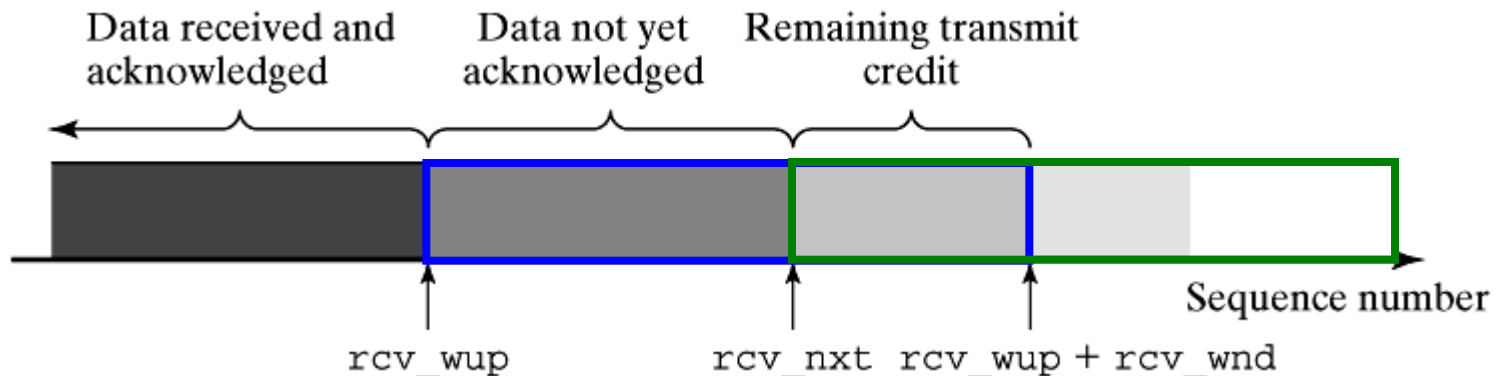 Data received and
acknowledged
Data not yet
acknowledged
Remaining transmit
credit
Sequence number
rcv_wup
rcv_nxt
rcv_wup + rcv_wnd